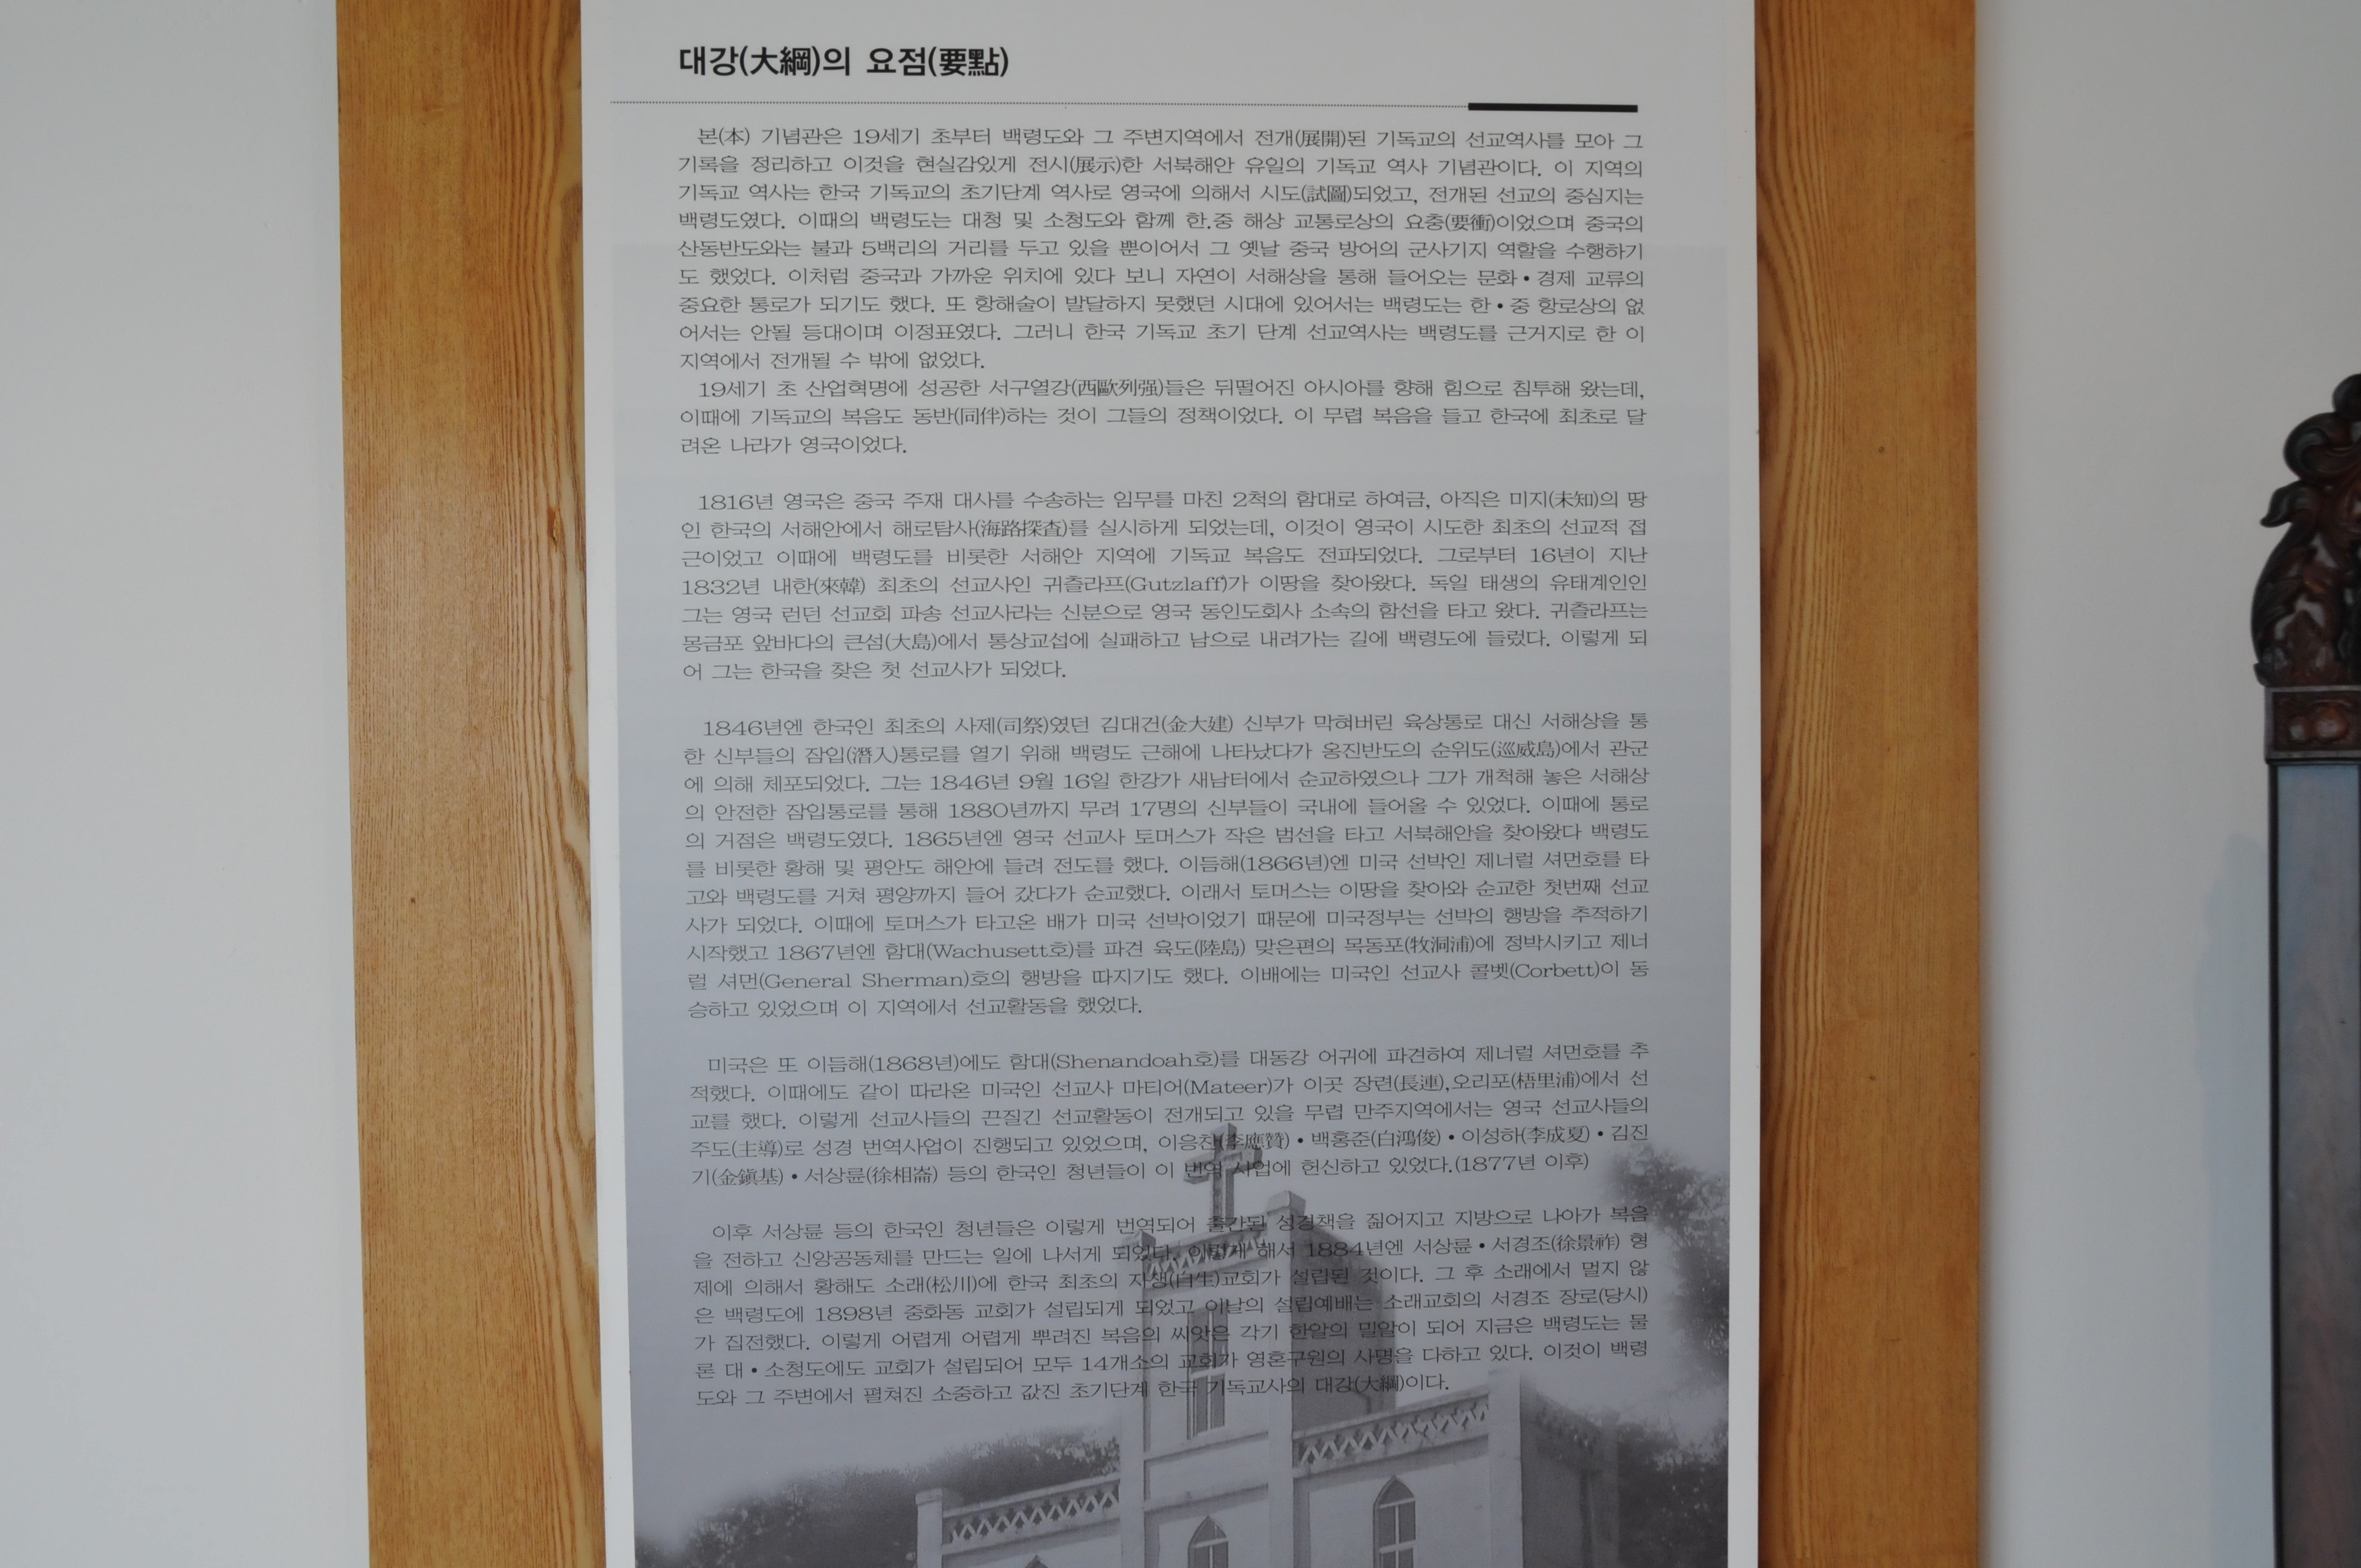 대강(大綱)의 요점(要點)
본(本) 기념관은 19세기 초부터 백령도와 그 주변지역에서 전개(展開)된 기독교의 선교역사를 모아 그
기록을 정리하고 이것을 현실감있게 전시(展示)한 서북해안 유일의 기독교 역사 기념관이다. 이 지역의
기독교 역사는 한국 기독교의 초기단계 역사로 영국에 의해서 시도(試圖)되었고, 전개된 선교의 중심지는
백령도였다. 이때의 백령도는 대청 및 소청도와 함께 한.중 해상 교통로상의 요충(要衝)이었으며 중국의
산동반도와는 불과 5백리의 거리를 두고 있을 뿐이어서 그 옛날 중국 방어의 군사기지 역할을 수행하기
도 했었다. 이처럼 중국과 가까운 위치에 있다 보니 자연이 서해상을 통해 들어오는 문화•경제 교류의
중요한 통로가 되기도 했다. 또 항해술이 발달하지 못했던 시대에 있어서는 백령도는 한•중 항로상의 없
어서는 안될 등대이며 이정표였다. 그러니 한국 기독교 초기 단계 선교역사는 백령도를 근거지로 한 이
지역에서 전개될 수 밖에 없었다.
19세기 초 산업혁명에 성공한 서구열강(西歐列强)들은 뒤떨어진 아시아를 향해 힘으로 침투해 왔는데,
이때에 기독교의 복음도 동반(同伴)하는 것이 그들의 정책이었다. 이 무렵 복음을 들고 한국에 최초로 달
려온 나라가 영국이었다.
1816년 영국은 중국 주재 대사를 수송하는 임무를 마친 2척의 함대로 하여금, 아직은 미지(未知)의 땅
인 한국의 서해안에서 해로탐사(海路探査)를 실시하게 되었는데, 이것이 영국이 시도한 최초의 선교적 접
근이었고 이때에 백령도를 비롯한 서해안 지역에 기독교 복음도 전파되었다. 그로부터 16년이 지난
1832년 내한(來韓) 최초의 선교사인 귀츨라프(Gutzlaff)가 이땅을 찾아왔다. 독일 태생의 유태계인인
그는 영국 런던 선교회 파송 선교사라는 신분으로 영국 동인도회사 소속의 함선을 타고 왔다. 귀츨라프는
몽금포 앞바다의 큰섬(大島)에서 통상교섭에 실패하고 남으로 내려가는 길에 백령도에 들렀다. 이렇게 되
어 그는 한국을 찾은 첫 선교사가 되었다.
1846년엔 한국인 최초의 사제(司祭)였던 김대건(金大建) 신부가 막혀버린 육상통로 대신 서해상을 통
한 신부들의 잠입(潛入)통로를 열기 위해 백령도 근해에 나타났다가 옹진반도의 순위도(巡威島)에서 관군
에 의해 체포되었다. 그는 1846년 9월 16일 한강가 새남터에서 순교하였으나 그가 개척해 놓은 서해상
의 안전한 잠입통로를 통해 1880년까지 무려 17명의 신부들이 국내에 들어올 수 있었다. 이때에 통로
의 거점은 백령도였다. 1865년엔 영국 선교사 토머스가 작은 범선을 타고 서북해안을 찾아왔다 백령도
를 비롯한 황해 및 평안도 해안에 들려 전도를 했다. 이듬해(1866년)엔 미국 선박인 제너럴 셔먼호를 타
고와 백령도를 거쳐 평양까지 들어 갔다가 순교했다. 이래서 토머스는 이땅을 찾아와 순교한 첫번째 선교
사가 되었다. 이때에 토머스가 타고온 배가 미국 선박이었기 때문에 미국정부는 선박의 행방을 추적하기
시작했고 1867년엔 함대(Wachusett호)를 파견 육도(陸島) 맞은편의 목동포(牧洞浦)에 정박시키고 제너
럴 셔먼(General Sherman)호의 행방을 따지기도 했다. 이배에는 미국인 선교사 콜벳(Corbett)이 동
승하고 있었으며 이 지역에서 선교활동을 했었다.
미국은 또 이듬해(1868년)에도 함대(Shenandoah호)를 대동강 어귀에 파견하여 제너럴 셔먼호를 추
적했다. 이때에도 같이 따라온 미국인 선교사 마티어(Mateer)가 이곳 장련(長連),오리포(梧里浦)에서 선
교를 했다. 이렇게 선교사들의 끈질긴 선교활동이 전개되고 있을 무렵 만주지역에서는 영국 선교사들의
주도(主導)로 성경 번역사업이 진행되고 있었으며, 이응찬(李應贊)•백홍준(白鴻俊)•이성하(李成夏)•김진
기(金鎭基)•서상륜(徐相崙) 등의 한국인 청년들이 이 번역 사업에 헌신하고 있었다.(1877년 이후)
이후 서상륜 등의 한국인 청년들은 이렇게 번역되어 출간된 성경책을 짊어지고 지방으로 나아가 복음
을 전하고 신앙공동체를 만드는 일에 나서게 되었다. 이렇게 해서 1884년엔 서상륜•서경조(徐景祚) 형
제에 의해서 황해도 소래(松川)에 한국 최초의 자생(自生)교회가 설립된 것이다. 그 후 소래에서 멀지 않
은 백령도에 1898년 중화동 교회가 설립되게 되었고 이날의 설립예배는 소래교회의 서경조 장로(당시)
가 집전했다. 이렇게 어렵게 어렵게 뿌려진 복음의 씨앗은 각기 한알의 밀알이 되어 지금은 백령도는 물
론 대•소청도에도 교회가 설립되어 모두 14개소의 교회가 영혼구원의 사명을 다하고 있다. 이것이 백령
도와 그 주변에서 펼쳐진 소중하고 값진 초기단계 한국 기독교사의 대강(大綱)이다.